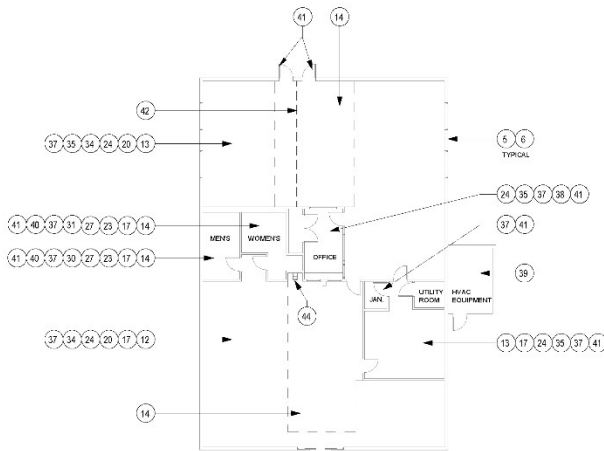 41
14
42
37 35 34 24 20 13
5 6
TYPICAL
24 35 37 38 41
41 40 37 31 27 23 17 14
37 41
MEN'S
WOMEN'S
41 40 37 30 27 23 17 14
OFFICE
39
JAN.
UTILITY
ROOM
HVAC
EQUIPMENT
44
37 34 24 20 17 12
13 17 24 35 37 41
14